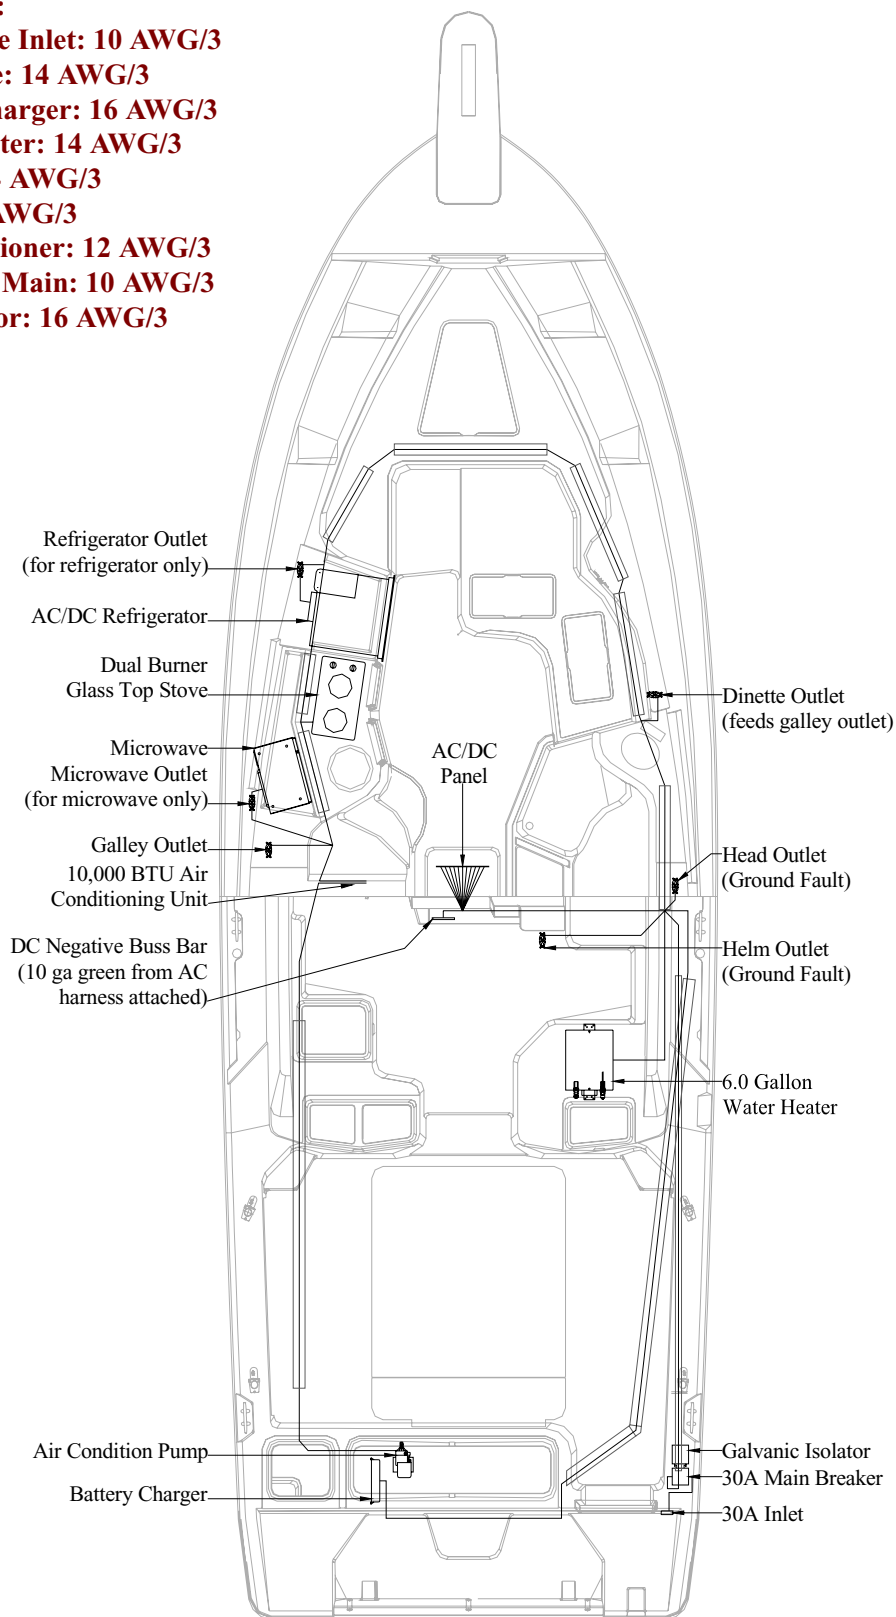 :
e Inlet: 10 AWG/3
e: 14 AWG/3
harger: 16 AWG/3
ter: 14 AWG/3
AWG/3
AWG/3
ioner: 12 AWG/3
Main: 10 AWG/3
or: 16 AWG/3
Refrigerator Outlet
(for refrigerator only)
AC/DC Refrigerator
Dual Burner
Glass Top Stove
Microwave
Microwave Outlet
(for microwave only)
Galley Outlet
10,000 BTU Air
Conditioning Unit
DC Negative Buss Bar
(10 ga green from AC
harness attached)
AC/DC
Panel
Dinette Outlet
(feeds galley outlet)
Head Outlet
(Ground Fault)
Helm Outlet
(Ground Fault)
6.0 Gallon
Water Heater
Air Condition Pump
Battery Charger
Galvanic Isolator
30A Main Breaker
30A Inlet